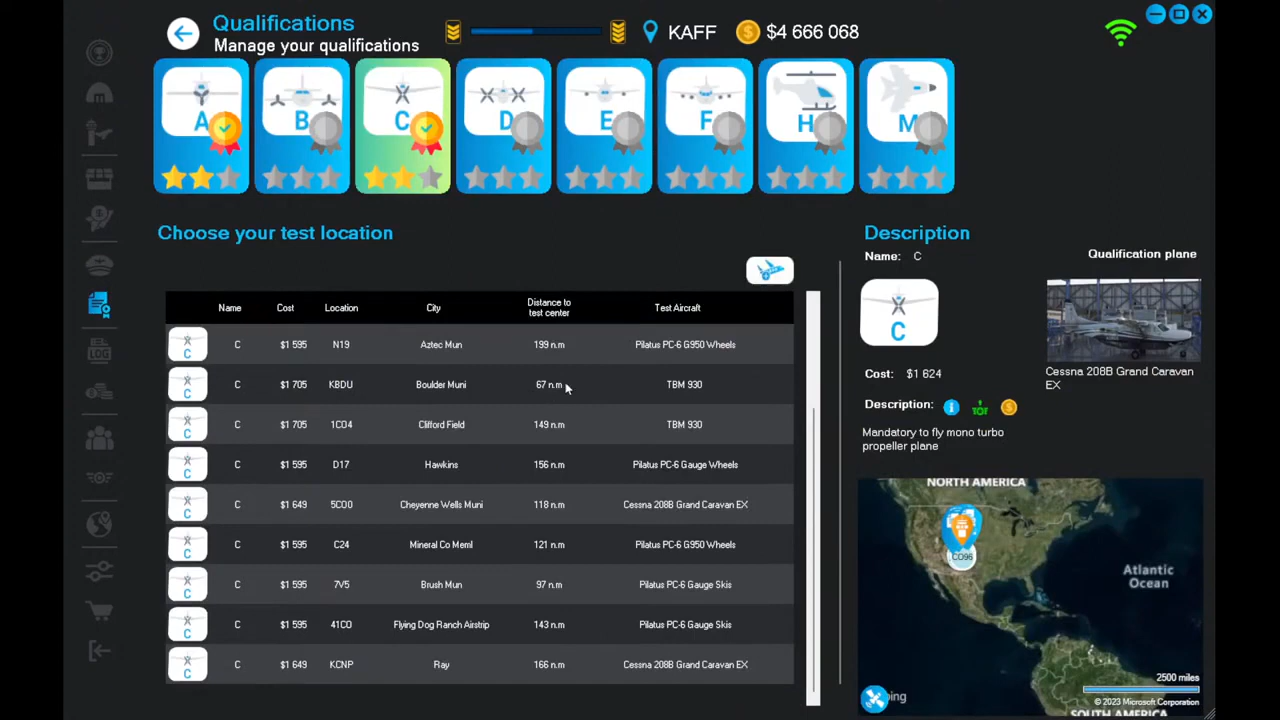 Qualifications
Manage your qualifications
KAFF
$4 666 068
A
B
C
D
E
F
H
M
Choose your test location
Name Cost Location City Distance to test center Test Aircraft
C $1 595 N19 Aztec Mun 199 n.m Pilatus PC-6 G950 Wheels
C $1 705 KBDU Boulder Muni 67 n.m TBM 930
C $1 705 1CO4 Clifford Field 149 n.m TBM 930
C $1 595 D17 Hawkins 156 n.m Pilatus PC-6 Gauge Wheels
C $1 649 5CO0 Cheyenne Wells Muni 118 n.m Cessna 208B Grand Caravan EX
C $1 595 C24 Mineral Co Meml 121 n.m Pilatus PC-6 G950 Wheels
C $1 595 7V5 Brush Mun 97 n.m Pilatus PC-6 Gauge Skis
C $1 595 41CO Flying Dog Ranch Airstrip 143 n.m Pilatus PC-6 Gauge Skis
C $1 649 KCNP Ray 166 n.m Cessna 208B Grand Caravan EX
LOG
Description
Name: C
Qualification plane
C
Cessna 208B Grand Caravan
EX
Cost: $1 624
Description:
TOT
Mandatory to fly mono turbo
propeller plane
NORTH AMERICA
CO96
Atlantic
Ocean
2500 miles
© 2023 Microsoft Corporation
SOUTH AMERICA